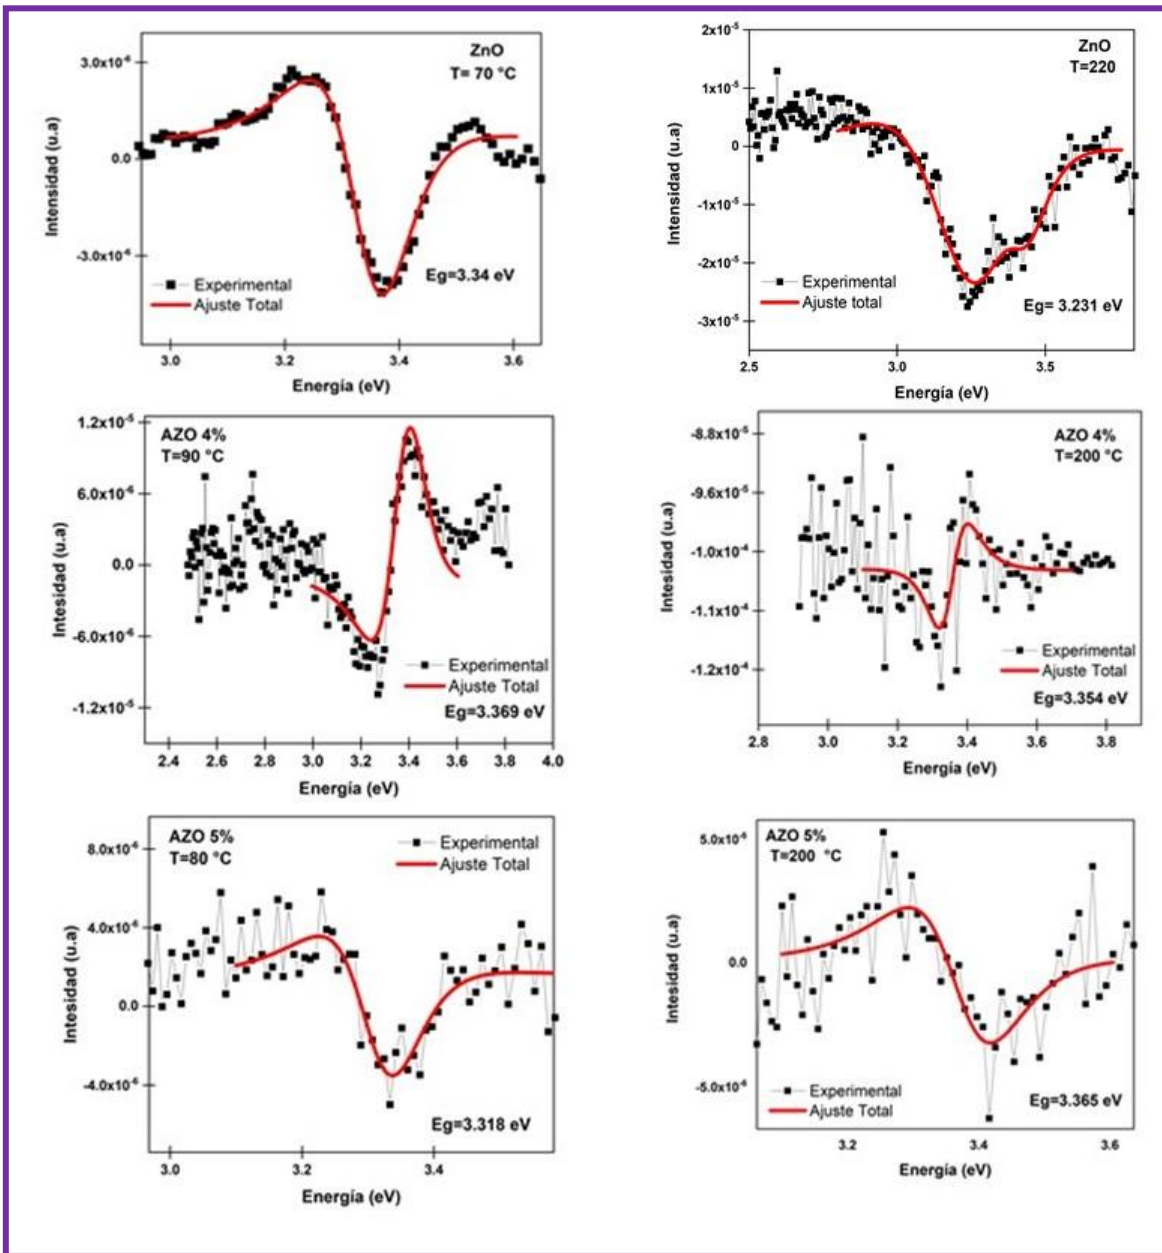 ZnO
T= 70 °C
3.0x10⁻⁶
0.0
-3.0x10⁻⁶
Intensidad (u.a)
Experimental
Ajuste Total
Eg=3.34 eV
3.0 3.2 3.4 3.6
Energía (eV)
ZnO
T=220
2x10⁻⁵
1x10⁻⁵
0
-1x10⁻⁵
-2x10⁻⁵
-3x10⁻⁵
Intensidad (u.a)
Experimental
Ajuste total
Eg= 3.231 eV
2.5 3.0 3.5
Energía (eV)
AZO 4%
T=90 °C
1.2x10⁻⁵
6.0x10⁻⁶
0.0
-6.0x10⁻⁶
-1.2x10⁻⁵
Intesidad (u.a)
Experimental
Ajuste Total
Eg=3.369 eV
2.4 2.6 2.8 3.0 3.2 3.4 3.6 3.8 4.0
Energía (eV)
AZO 4%
T=200 °C
-8.8x10⁻⁵
-9.6x10⁻⁵
-1.0x10⁻⁴
-1.1x10⁻⁴
-1.2x10⁻⁴
Intesidad (u.a)
Experimental
Ajuste Total
Eg=3.354 eV
2.8 3.0 3.2 3.4 3.6 3.8
Energía (eV)
AZO 5%
T=80 °C
8.0x10⁻⁶
4.0x10⁻⁶
0.0
-4.0x10⁻⁶
Intesidad (u.a)
Experimental
Ajuste Total
Eg=3.318 eV
3.0 3.2 3.4
Energía (eV)
AZO 5%
T=200 °C
5.0x10⁻⁶
0.0
-5.0x10⁻⁶
Intesidad (u.a)
Experimental
Ajuste Total
Eg=3.365 eV
3.2 3.4 3.6
Energía (eV)